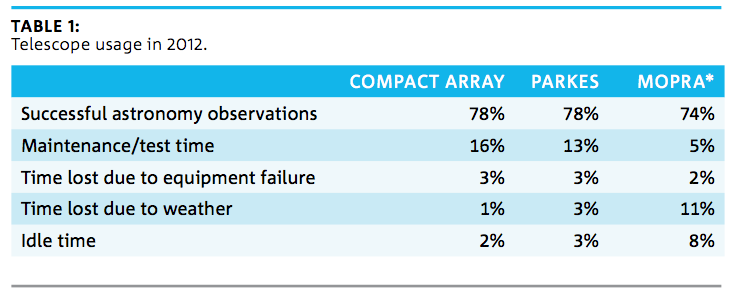 TABLE 1:
Telescope usage in 2012.
COMPACT ARRAY PARKES MOPRA*
Successful astronomy observations 78% 78% 74%
Maintenance/test time 16% 13% 5%
Time lost due to equipment failure 3% 3% 2%
Time lost due to weather 1% 3% 11%
Idle time 2% 3% 8%